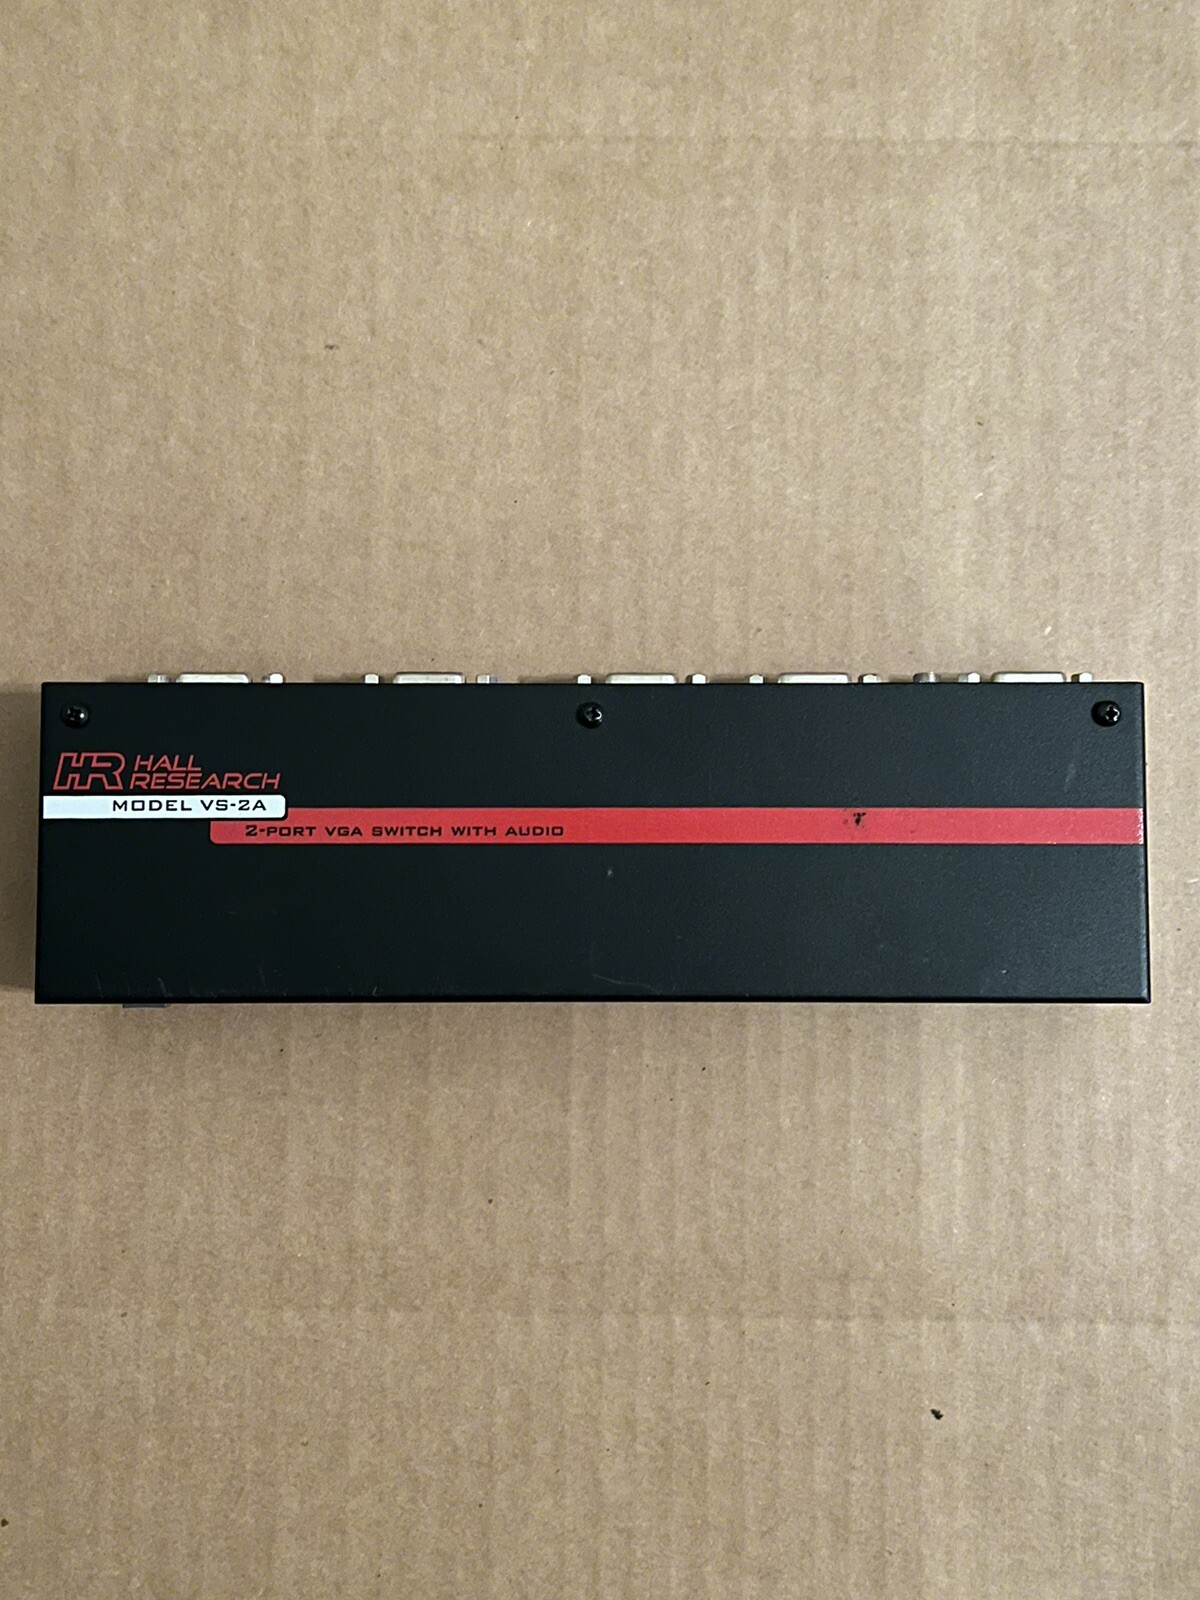 HR HALL
RESEARCH
MODEL VS-2A
2-PORT VGA SWITCH WITH AUDIO